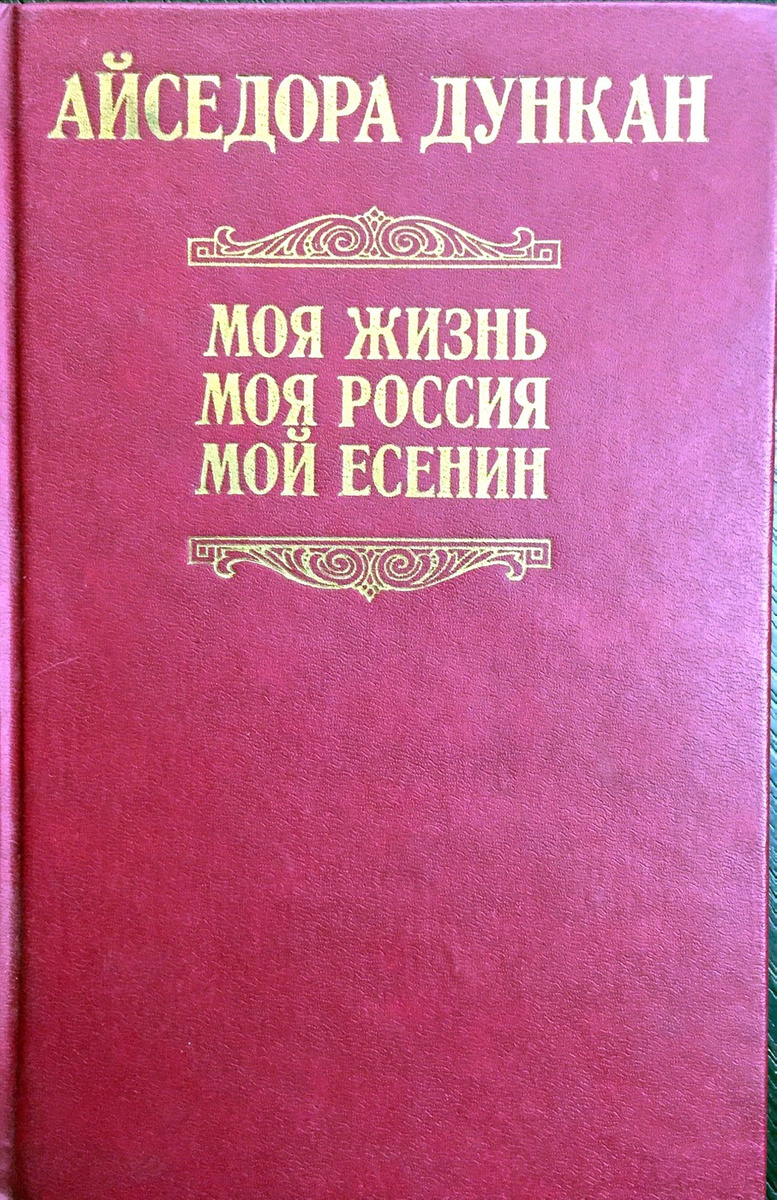 АЙСЕДОРА ДУНКАН
МОЯ ЖИЗНЬ
МОЯ РОССИЯ
МОЙ ЕСЕНИН